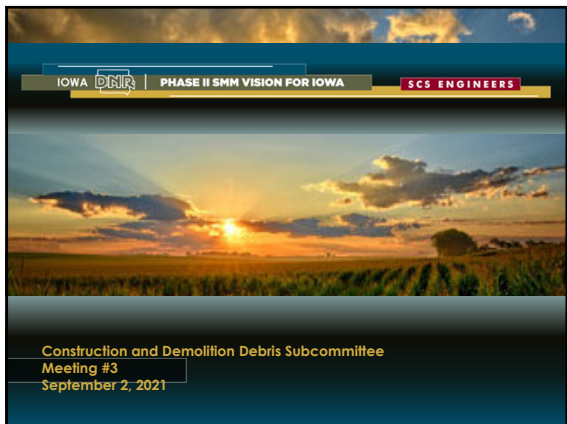 IOWA DNR | PHASE II SMM VISION FOR IOWA
SCS ENGINEERS
Construction and Demolition Debris Subcommittee
Meeting #3
September 2, 2021